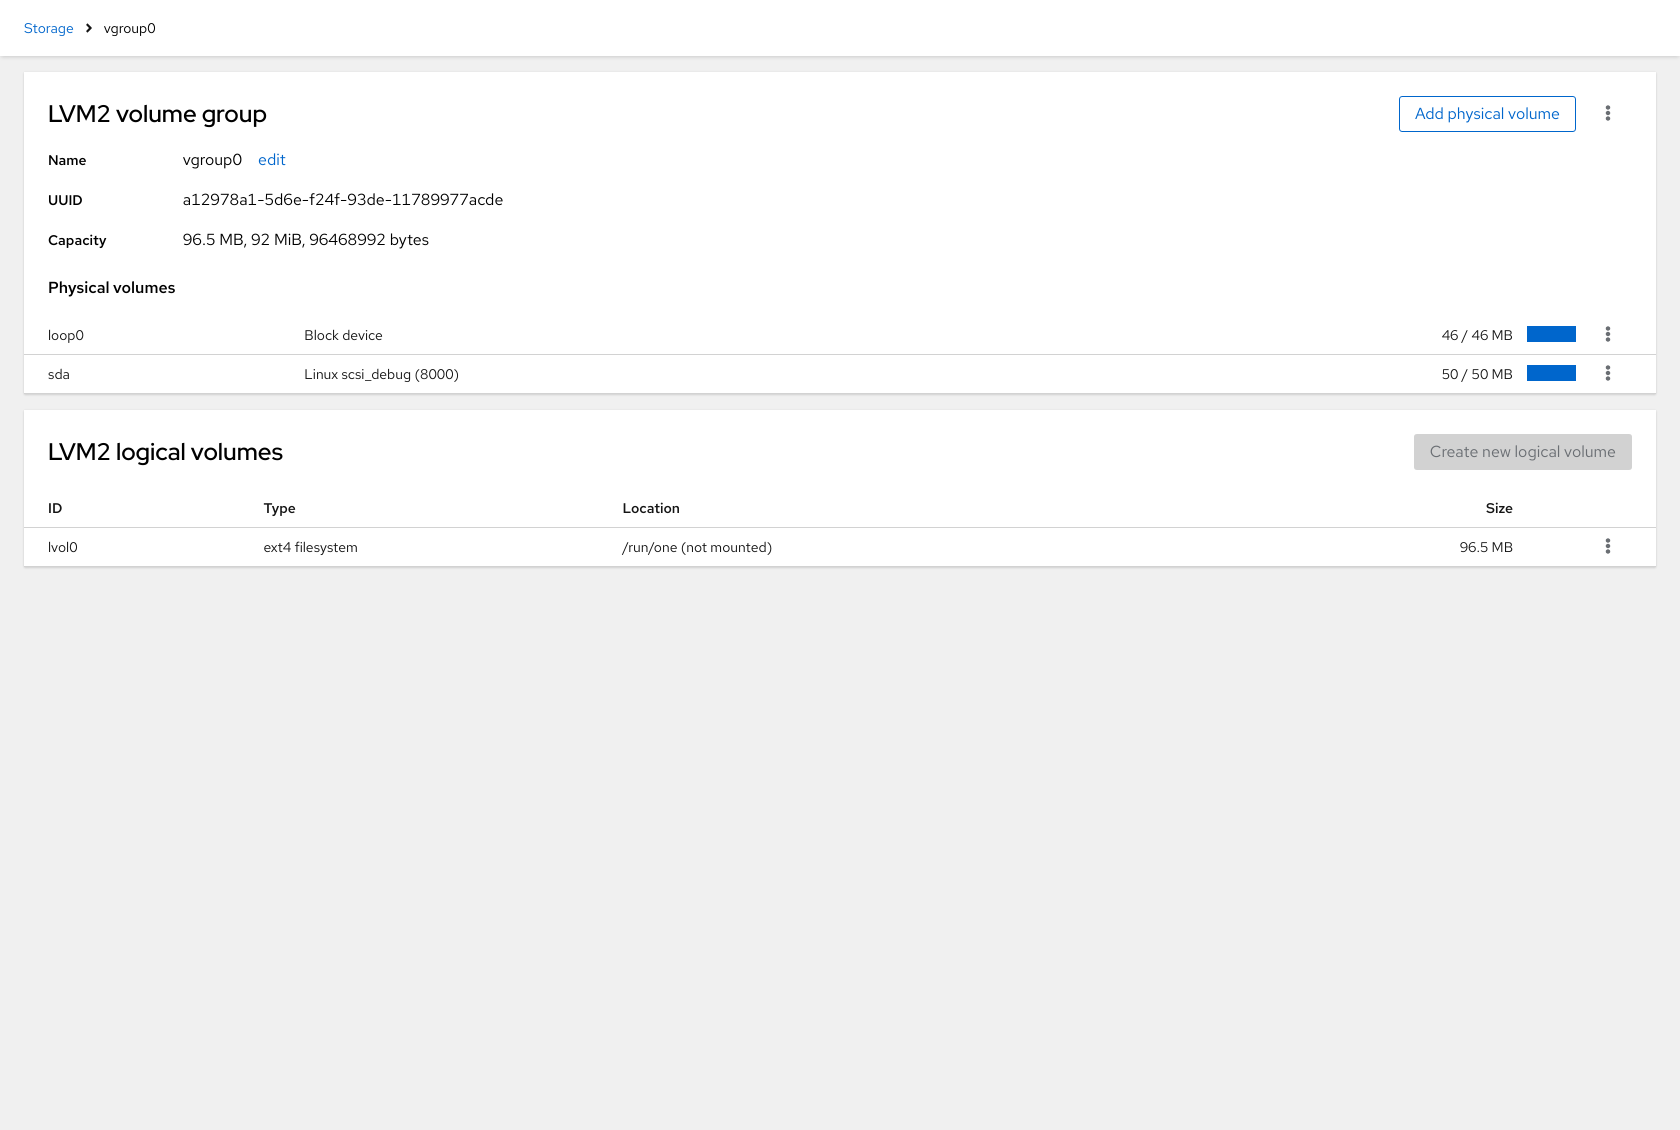 Storage > vgroup0
LVM2 volume group
Add physical volume
Name vgroup0 edit
UUID a12978a1-5d6e-f24f-93de-11789977acde
Capacity 96.5 MB, 92 MiB, 96468992 bytes
Physical volumes
loop0 Block device 46 / 46 MB
sda Linux scsi_debug (8000) 50 / 50 MB
LVM2 logical volumes
Create new logical volume
ID Type Location Size
lvol0 ext4 filesystem /run/one (not mounted) 96.5 MB